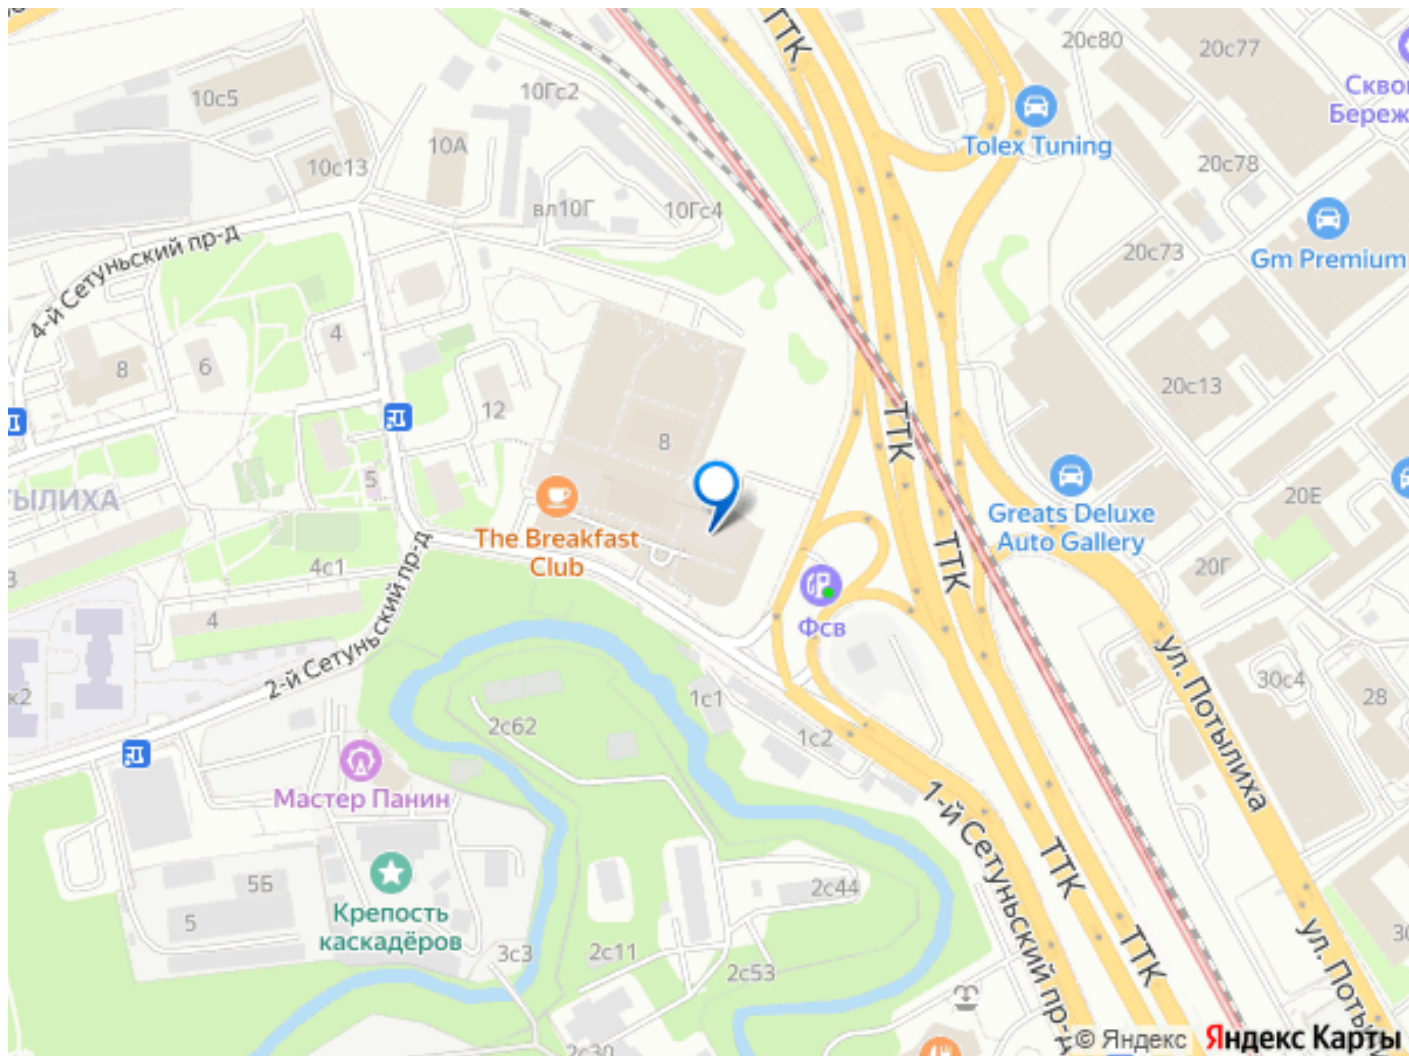 ТТК
20с80
20с77
10с5
10Гс2
Tolex Tuning
10А
10с13
20с78
вл10Г
10Гс4
4-й Сетуньский пр-д
20с73
Gm Premium
4
8
6
20с13
12
8
ТТК
5
The Breakfast
Club
Greats Deluxe
Auto Gallery
20Е
ТТК
20Г
4с1
4
2-й Сетуньский пр-д
Фсв
ул. Потылиха
30с4
28
к2
1с1
2с62
1с2
Мастер Панин
1-й Сетуньский пр-д
ТТК
5Б
5
Крепость
каскадёров
2с44
3с3
2с11
2с53
ТТК
ул. Поты
© Яндекс
Яндекс Карты